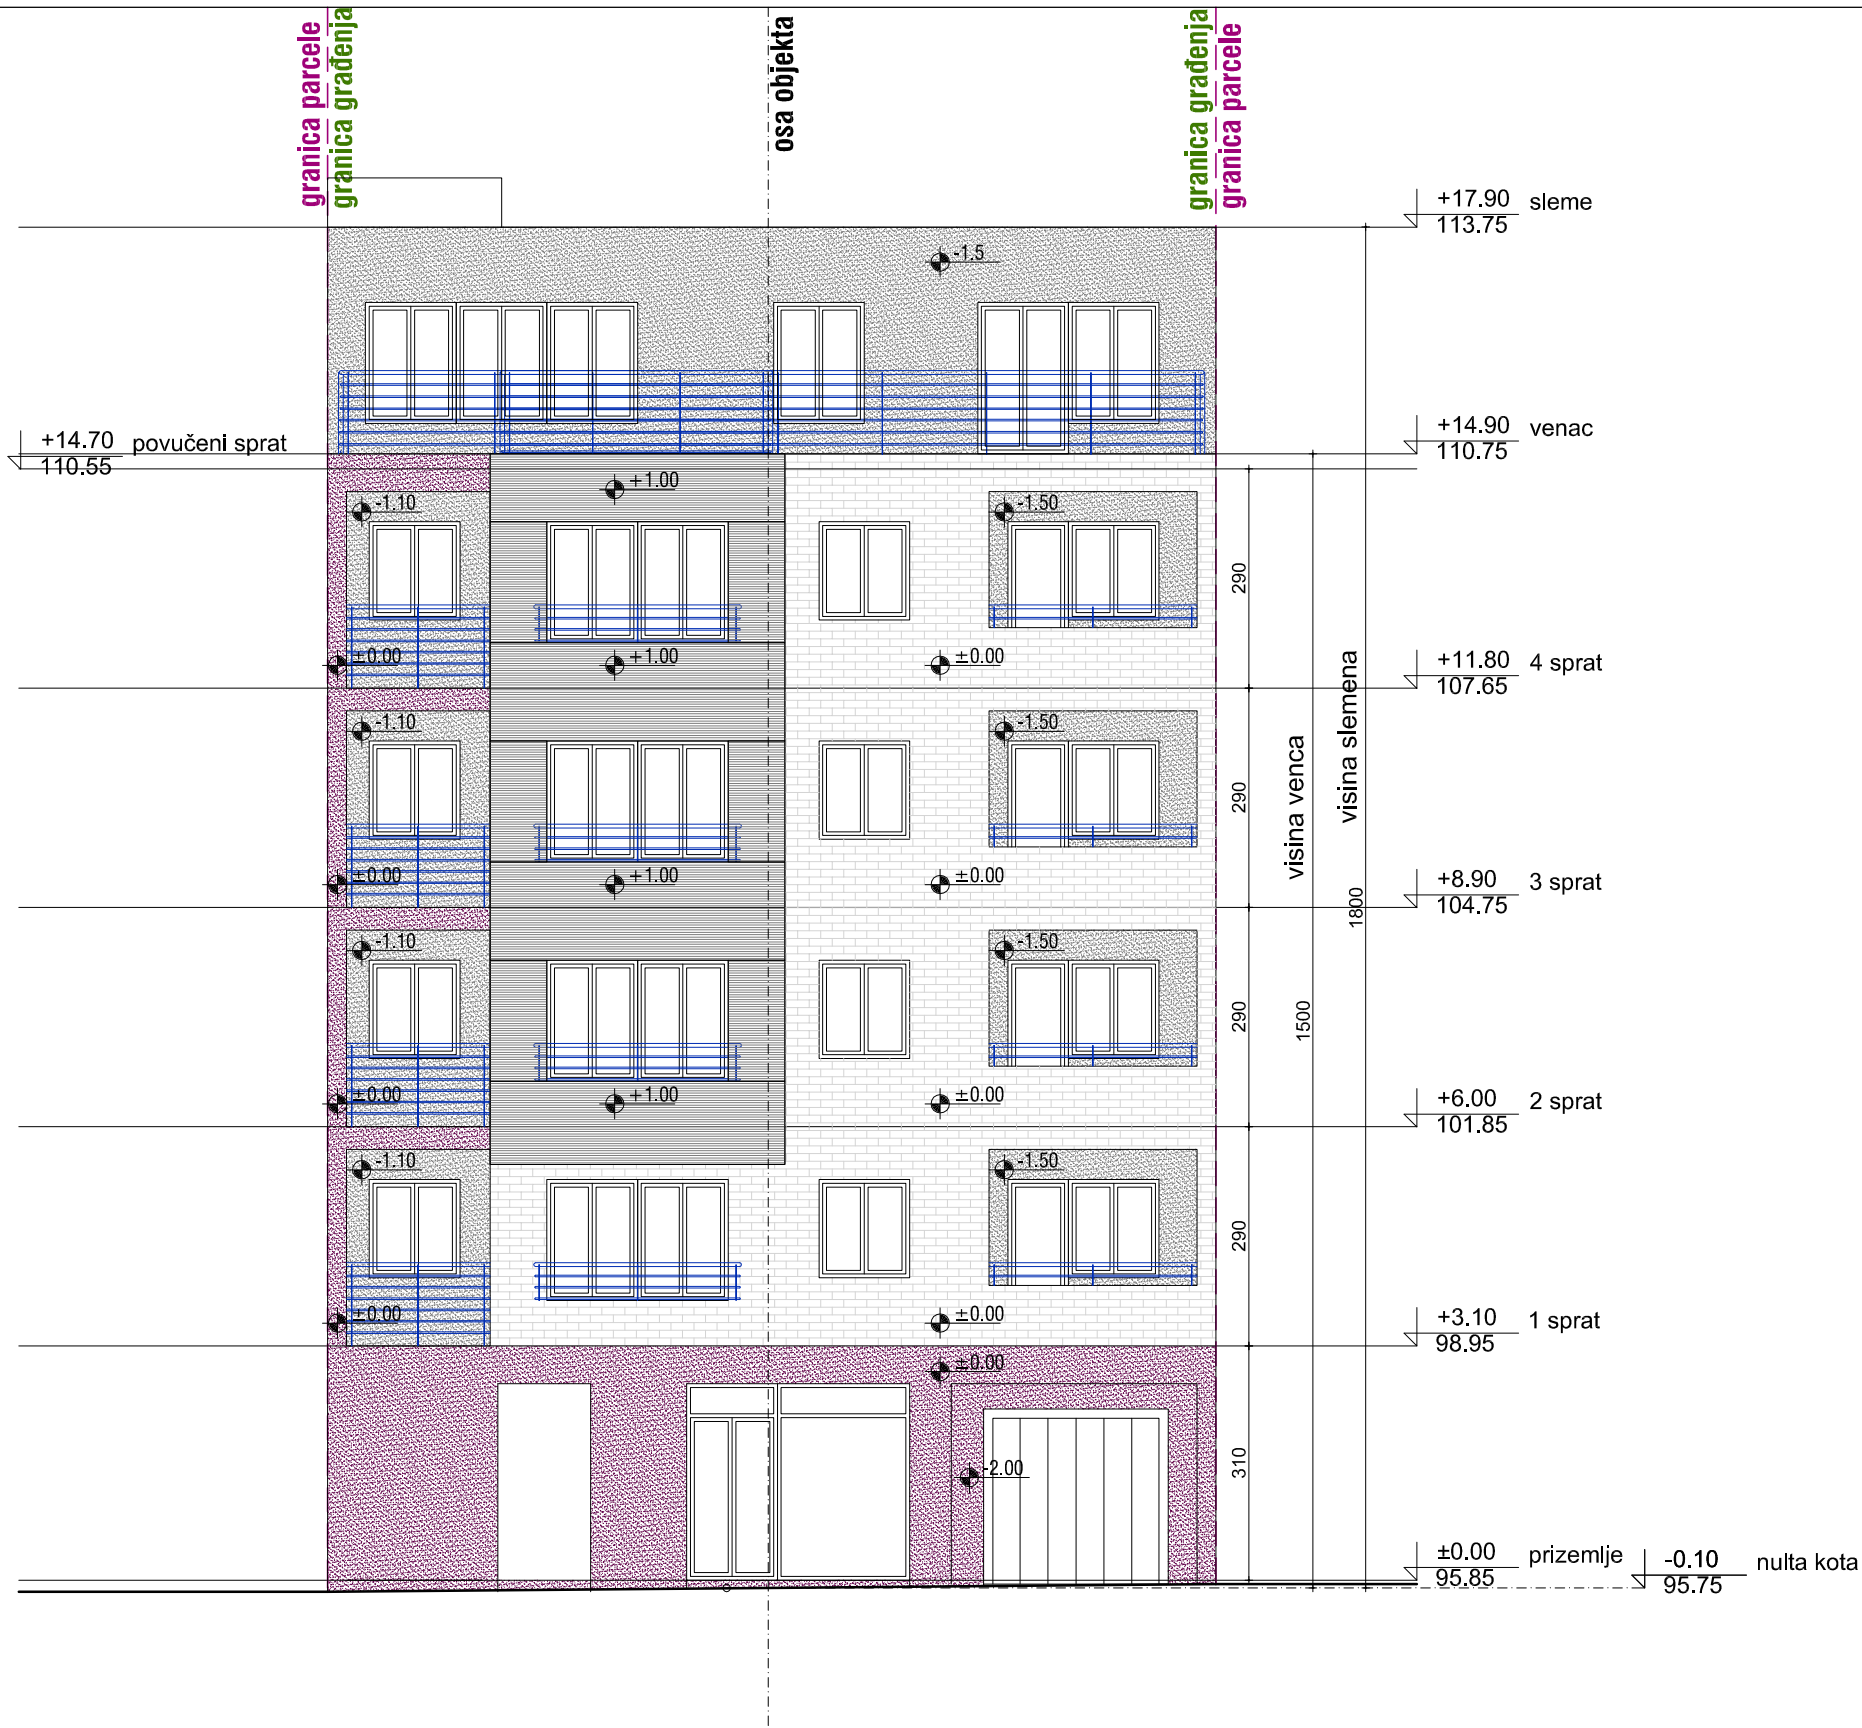 granica parcele
granica građenja
osa objekta
granica građenja
granica parcele
+17.90 sleme
113.75
-1.5
+14.70 povučeni sprat
110.55
+14.90 venac
110.75
+1.00
-1.10
-1.50
290
±0.00
+1.00
±0.00
+11.80 4 sprat
107.65
visina slemena
visina venca
-1.10
-1.50
290
±0.00
+1.00
±0.00
+8.90 3 sprat
104.75
1800
-1.10
-1.50
290
1500
±0.00
+1.00
±0.00
+6.00 2 sprat
101.85
-1.10
-1.50
290
±0.00
±0.00
+3.10 1 sprat
98.95
±0.00
-2.00
310
±0.00 prizemlje
95.85
-0.10 nulta kota
95.75